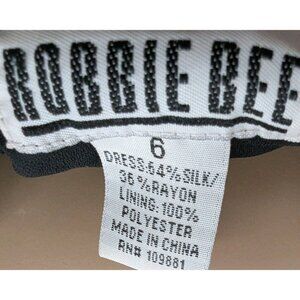 ROBBIE BEE
6
DRESS:64%SILK/
36%RAYON
LINING:100%
POLYESTER
MADE IN CHINA
RN# 109881